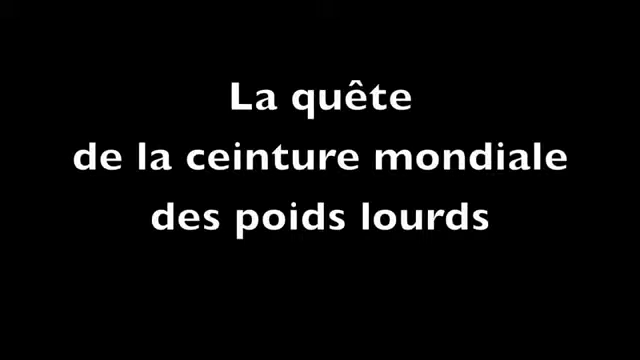 La quête
de la ceinture mondiale
des poids lourds